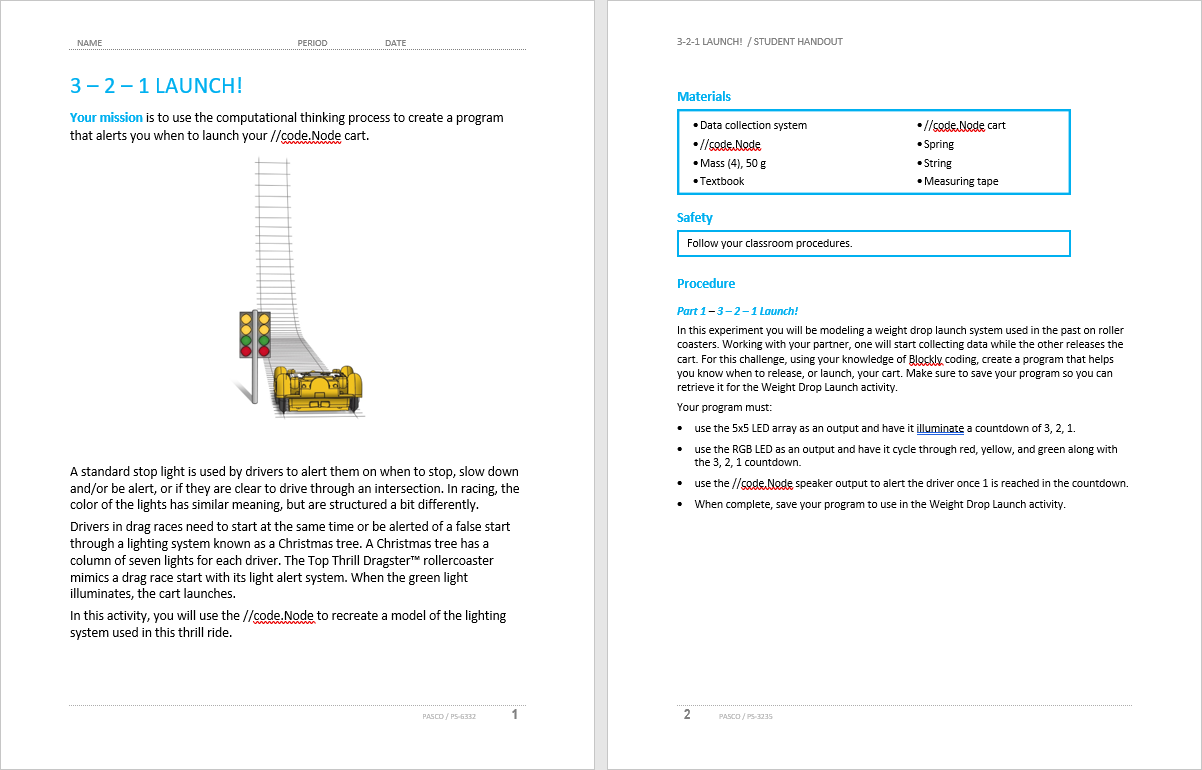 NAME PERIOD DATE
3 – 2 – 1 LAUNCH!
Your mission is to use the computational thinking process to create a program
that alerts you when to launch your //code.Node cart.
A standard stop light is used by drivers to alert them on when to stop, slow down
and/or be alert, or if they are clear to drive through an intersection. In racing, the
color of the lights has similar meaning, but are structured a bit differently.
Drivers in drag races need to start at the same time or be alerted of a false start
through a lighting system known as a Christmas tree. A Christmas tree has a
column of seven lights for each driver. The Top Thrill Dragster™ rollercoaster
mimics a drag race start with its light alert system. When the green light
illuminates, the cart launches.
In this activity, you will use the //code.Node to recreate a model of the lighting
system used in this thrill ride.
PASCO / PS-6332 1
3-2-1 LAUNCH! / STUDENT HANDOUT
Materials
• Data collection system
• //code.Node
• Mass (4), 50 g
• Textbook
• //code.Node cart
• Spring
• String
• Measuring tape
Safety
Follow your classroom procedures.
Procedure
Part 1 – 3 – 2 – 1 Launch!
In this experiment you will be modeling a weight drop launch system used in the past on roller
coasters. Working with your partner, one will start collecting data while the other releases the
cart. For this challenge, using your knowledge of Blockly coding, create a program that helps
you know when to release, or launch, your cart. Make sure to save your program so you can
retrieve it for the Weight Drop Launch activity.
Your program must:
• use the 5x5 LED array as an output and have it illuminate a countdown of 3, 2, 1.
• use the RGB LED as an output and have it cycle through red, yellow, and green along with
the 3, 2, 1 countdown.
• use the //code.Node speaker output to alert the driver once 1 is reached in the countdown.
• When complete, save your program to use in the Weight Drop Launch activity.
2 PASCO / PS-3235